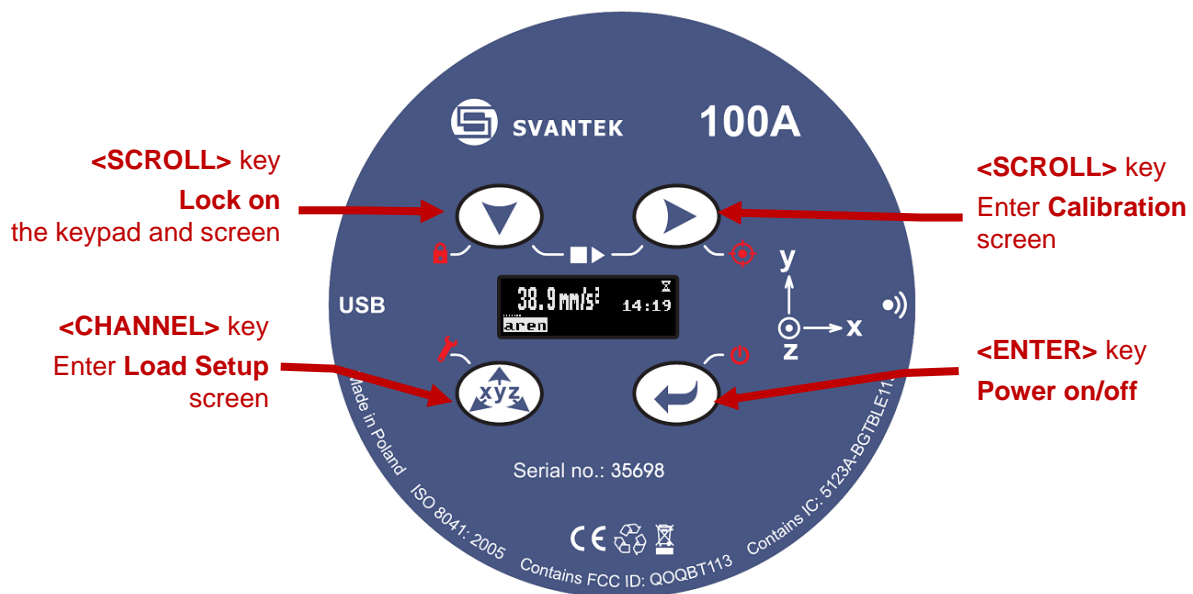 SVANTEK
100A
<SCROLL> key
Lock on
the keypad and screen
<SCROLL> key
Enter Calibration
screen
38.9mm/s²
14:19
aren
USB
y
x
z
<CHANNEL> key
Enter Load Setup
screen
xyz
<ENTER> key
Power on/off
Serial no.: 35698
Made in Poland
ISO 8041: 2005
Contains FCC ID: QOQBT113
Contains IC: 5123A-BGTBLE11
CE